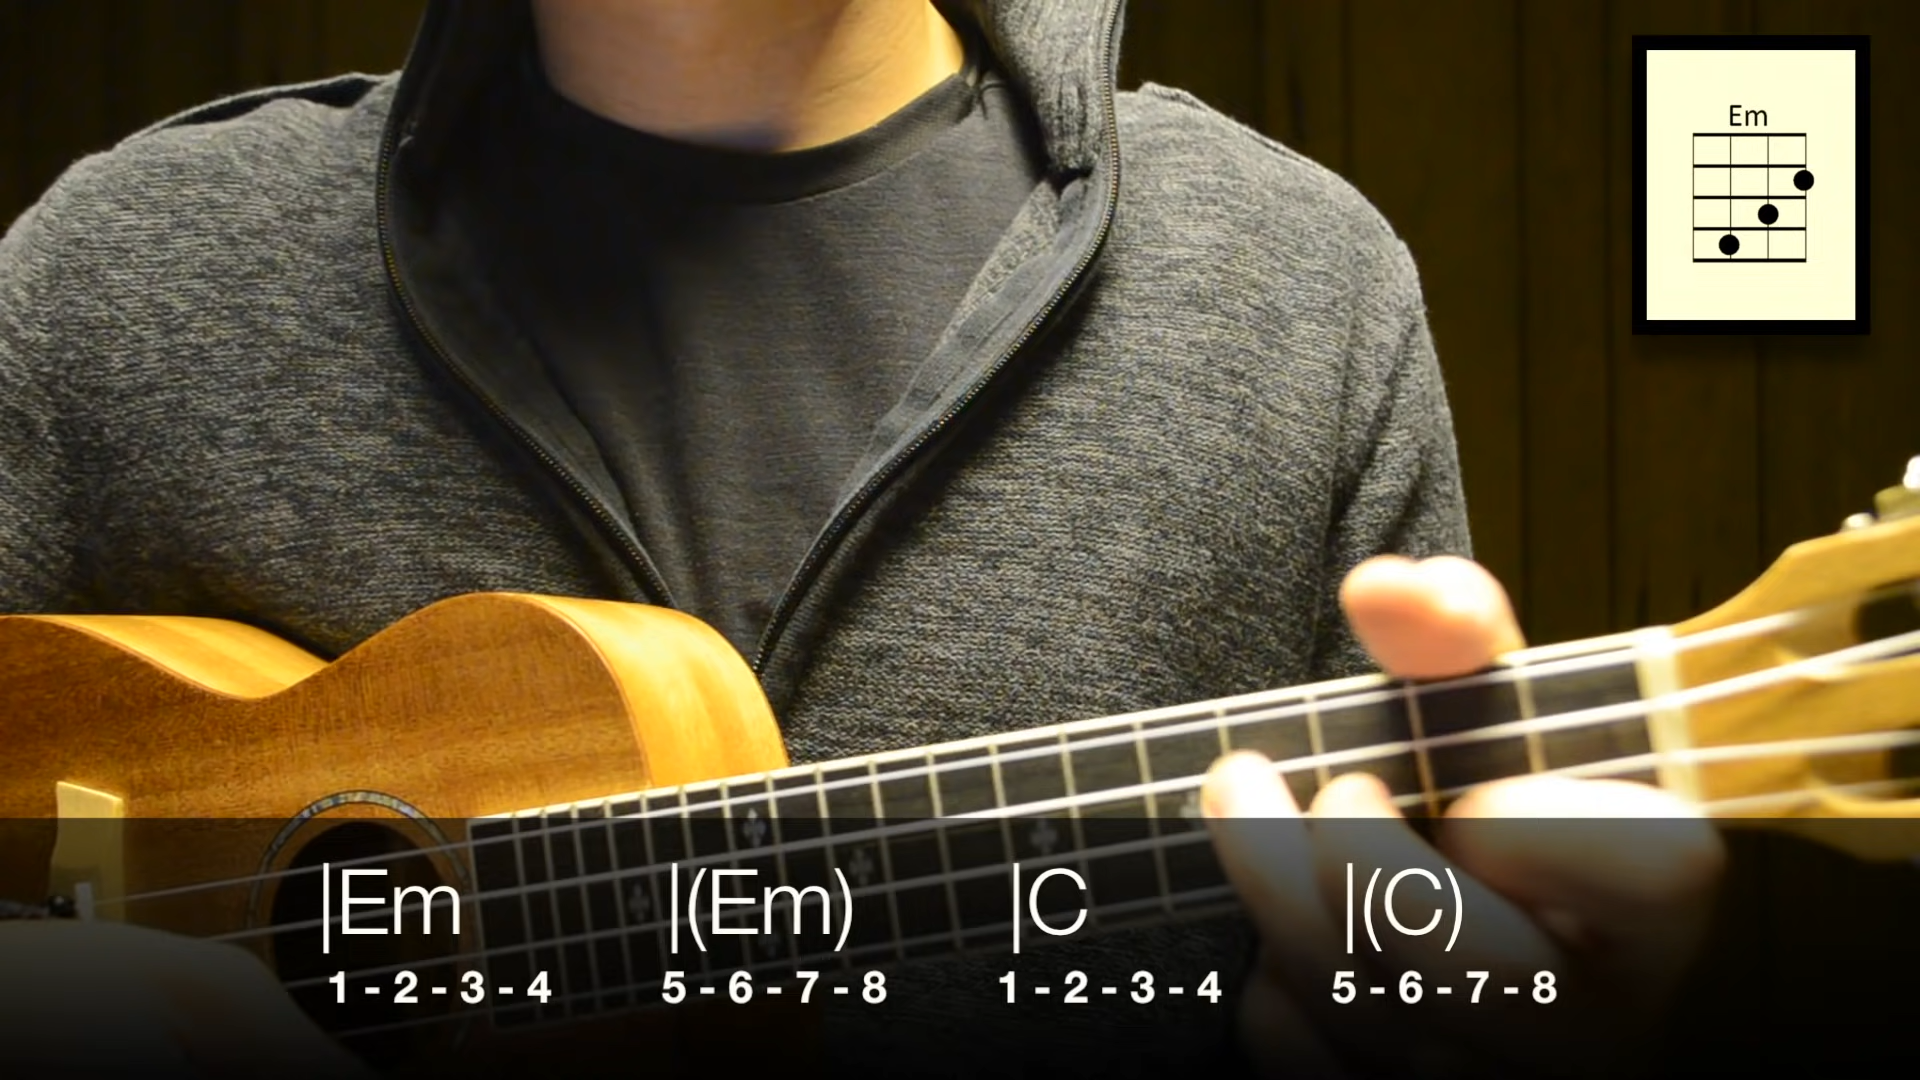 Em
|Em |(Em) |C |(C)
1 - 2 - 3 - 4 5 - 6 - 7 - 8 1 - 2 - 3 - 4 5 - 6 - 7 - 8